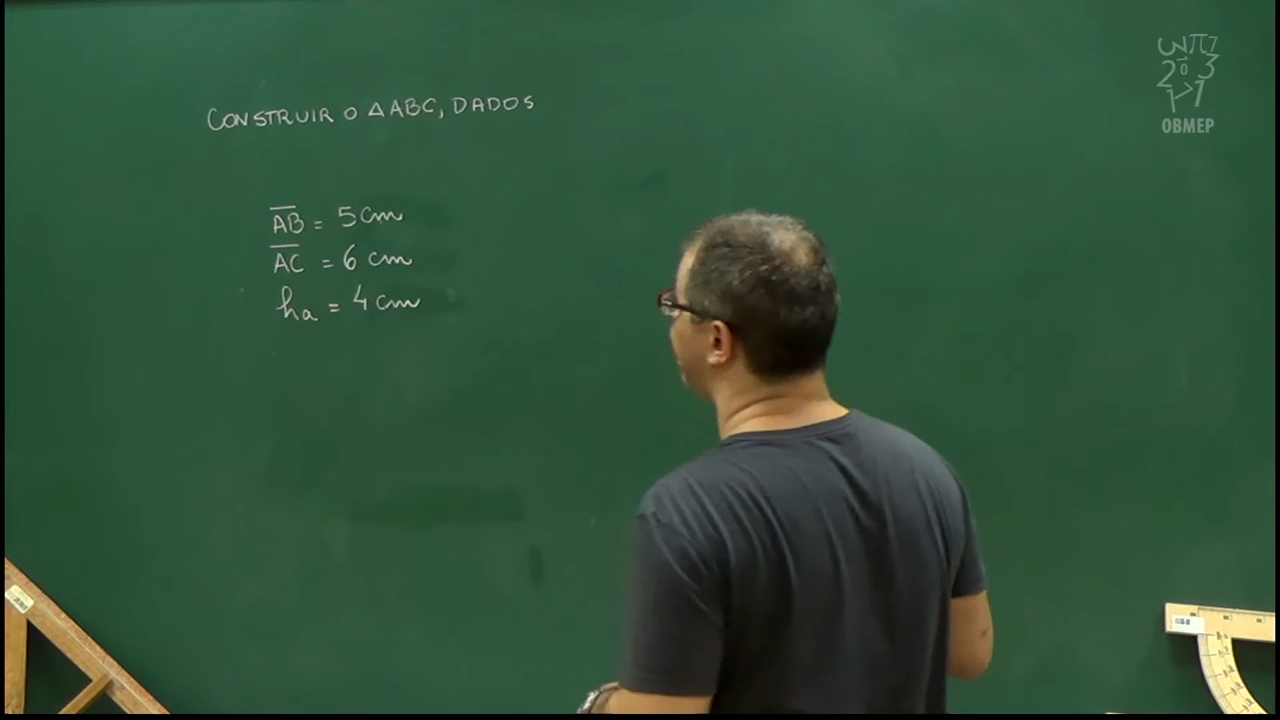 CONSTRUIR O ΔABC, DADOS
AB = 5 cm
AC = 6 cm
ha = 4 cm
OBMEP